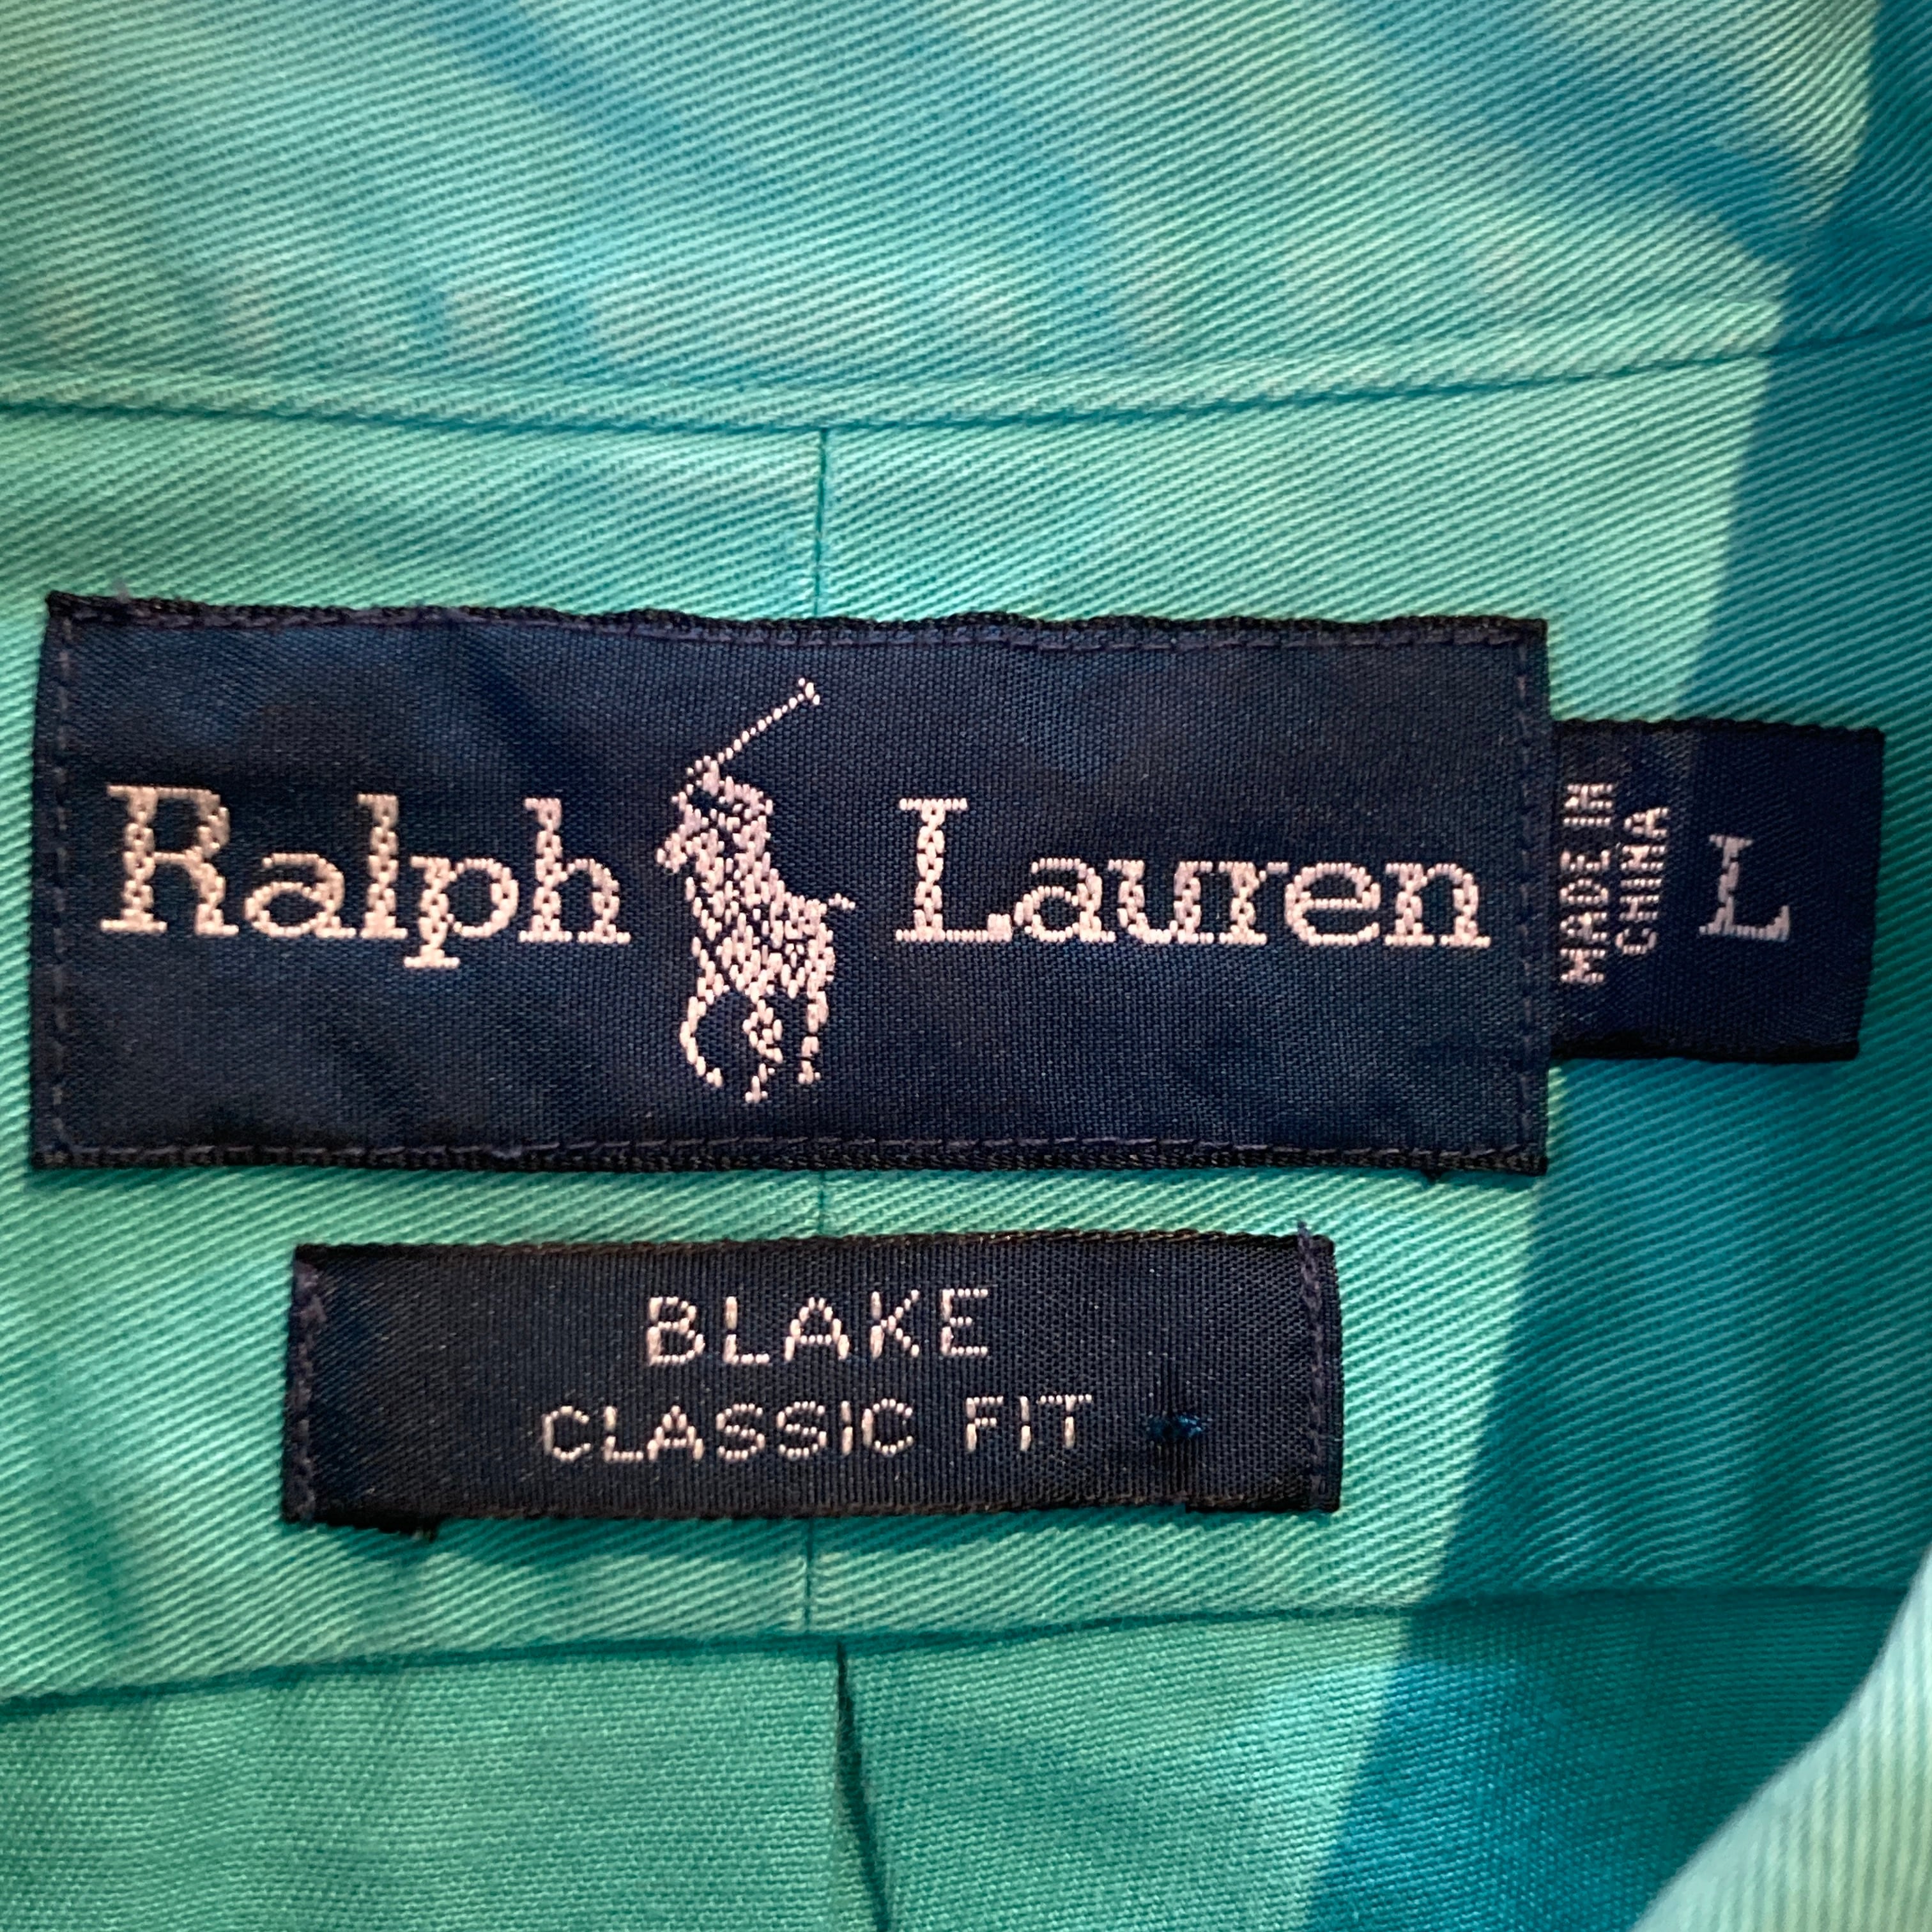 Ralph Lauren
MADE IN
CHINA
L
BLAKE
CLASSIC FIT